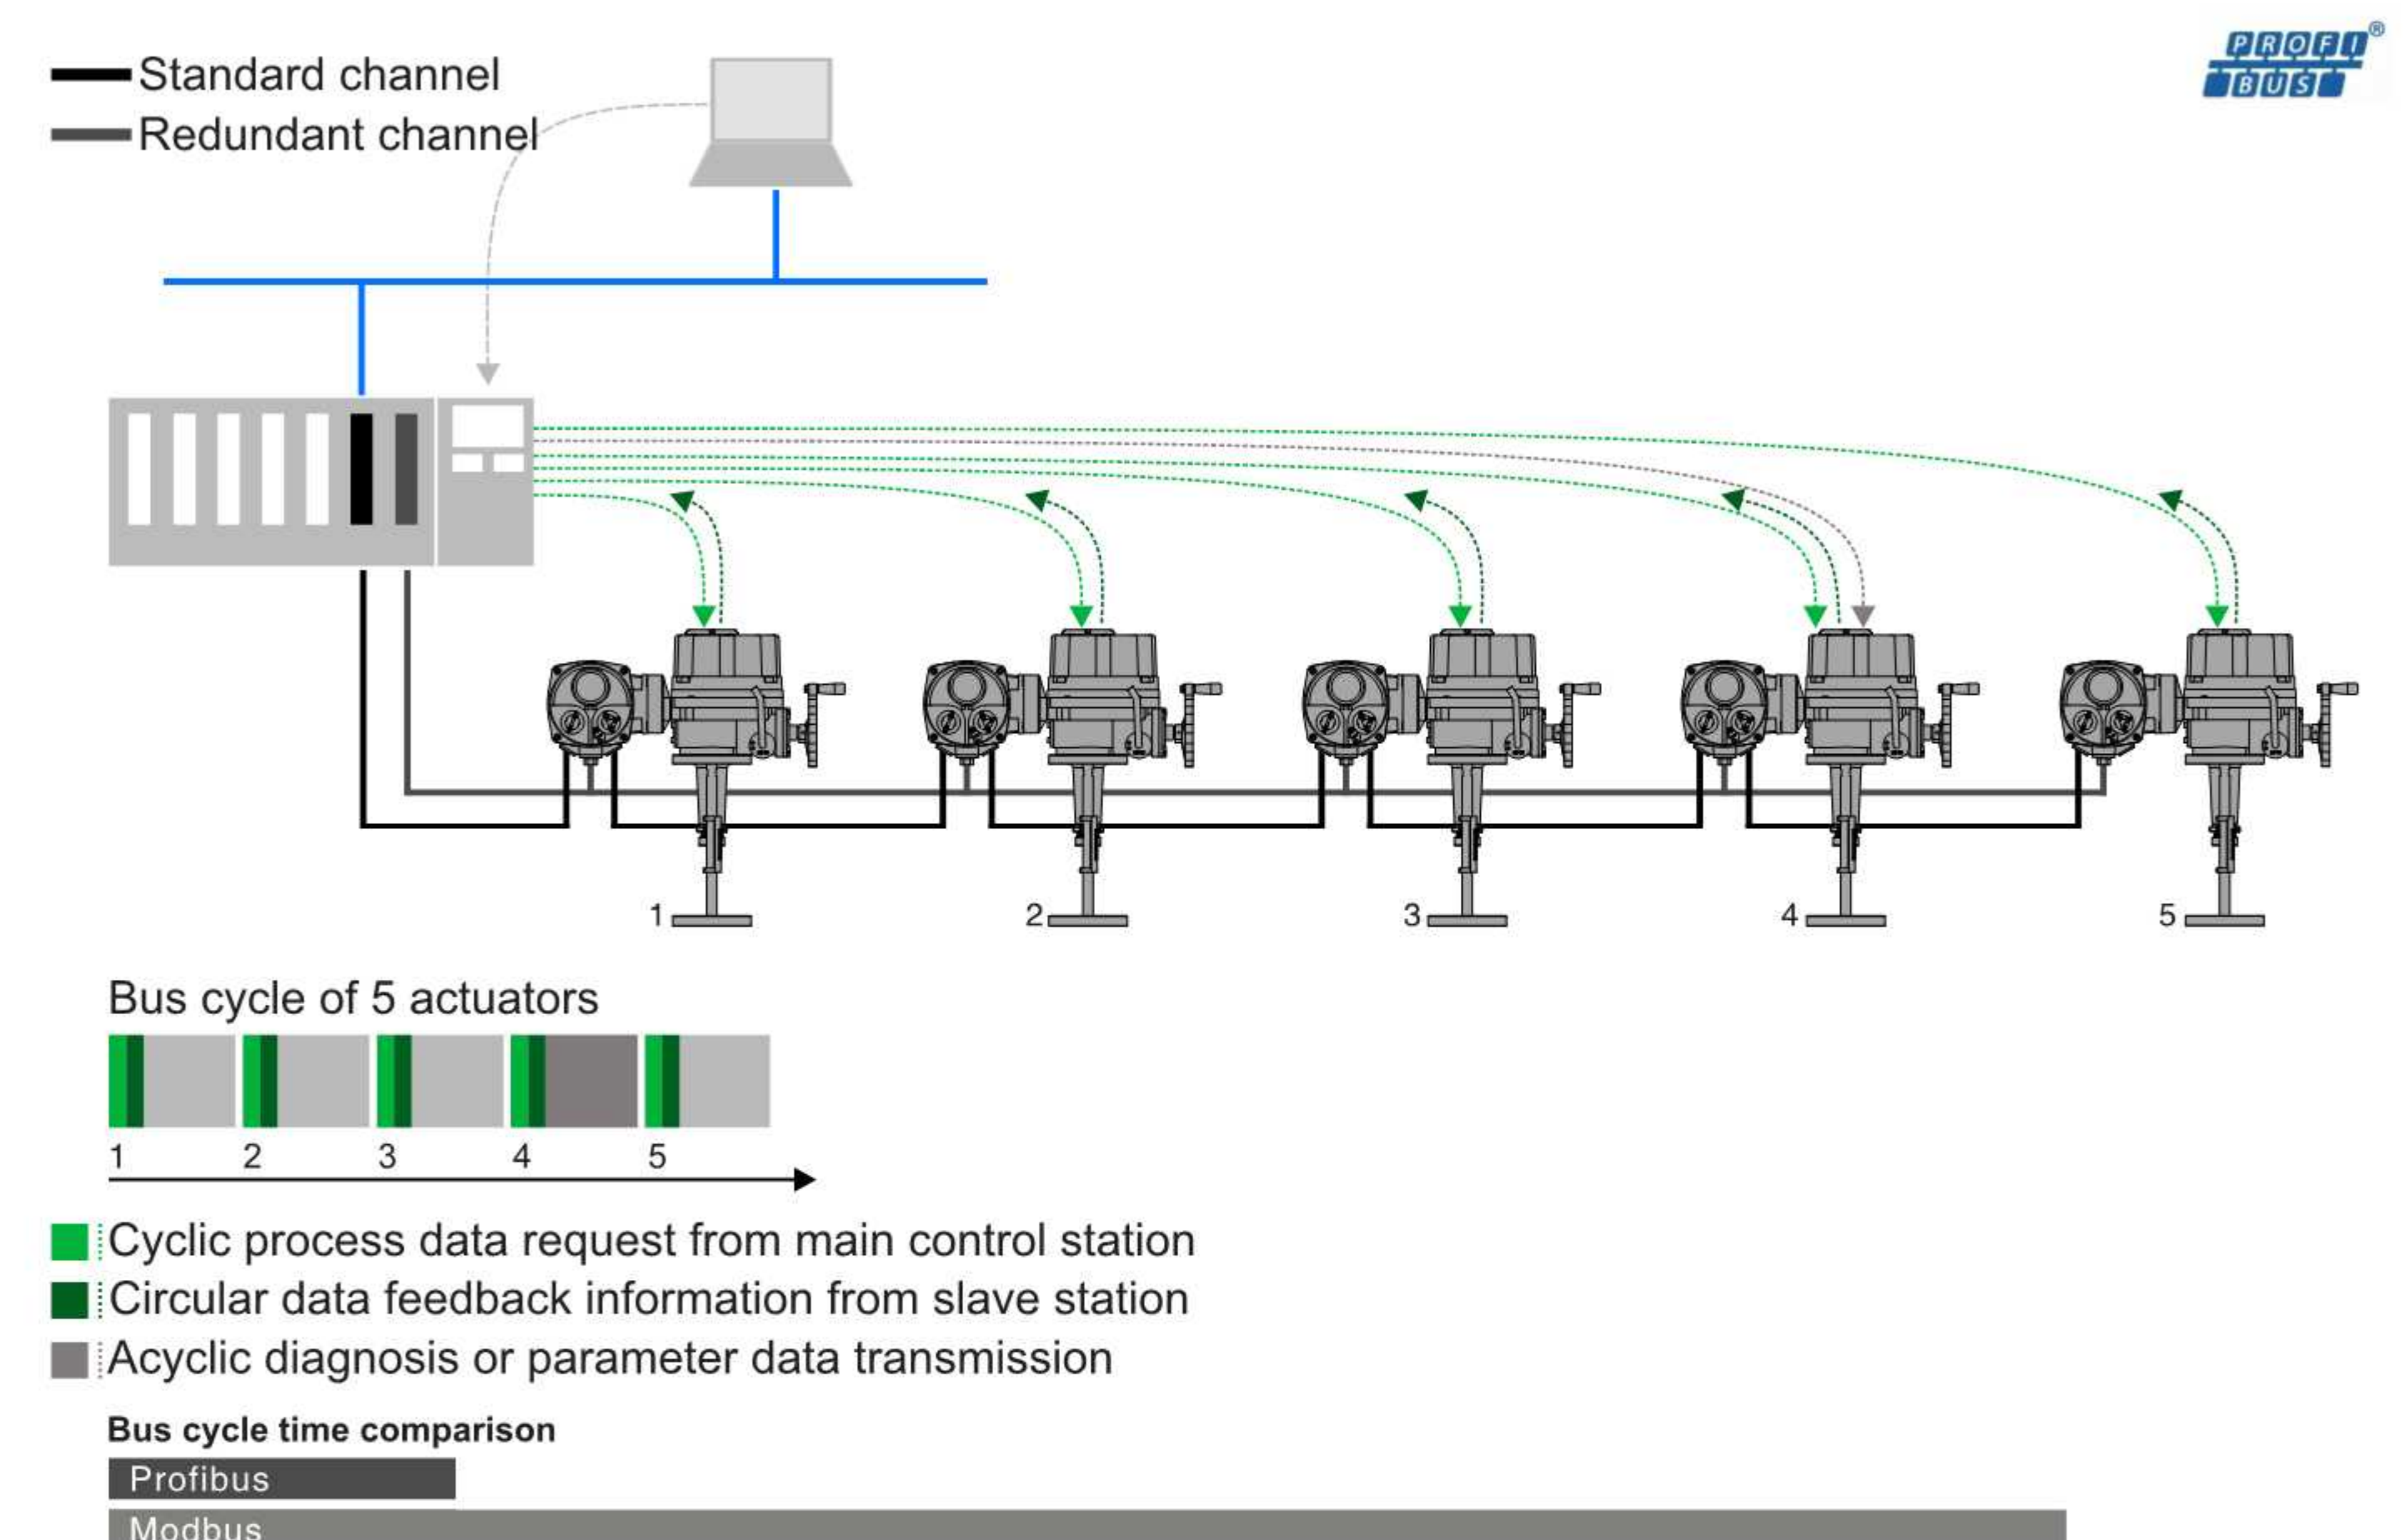 Standard channel
Redundant channel
PROFI®
BUS
1
2
3
4
5
Bus cycle of 5 actuators
1
2
3
4
5
Cyclic process data request from main control station
Circular data feedback information from slave station
Acyclic diagnosis or parameter data transmission
Bus cycle time comparison
Profibus
Modbus